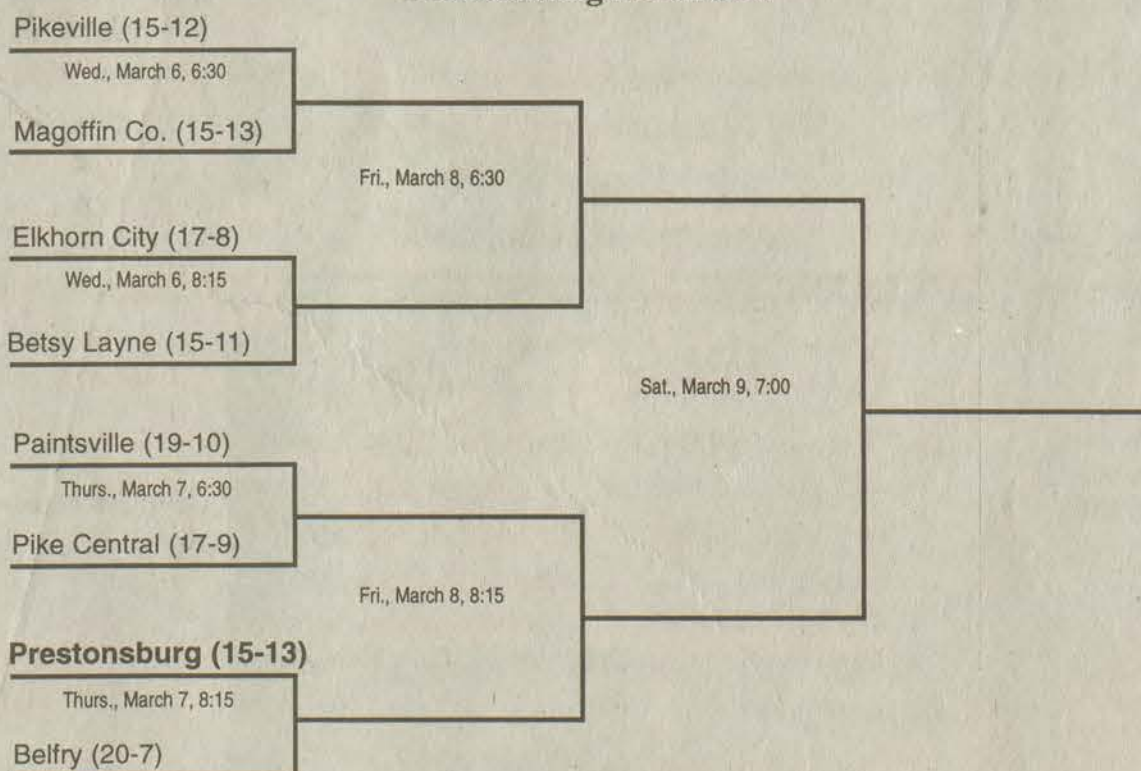 Pikeville (15-12)
Wed., March 6, 6:30
Magoffin Co. (15-13)
Fri., March 8, 6:30
Elkhorn City (17-8)
Wed., March 6, 8:15
Betsy Layne (15-11)
Sat., March 9, 7:00
Paintsville (19-10)
Thurs., March 7, 6:30
Pike Central (17-9)
Fri., March 8, 8:15
Prestonsburg (15-13)
Thurs., March 7, 8:15
Belfry (20-7)